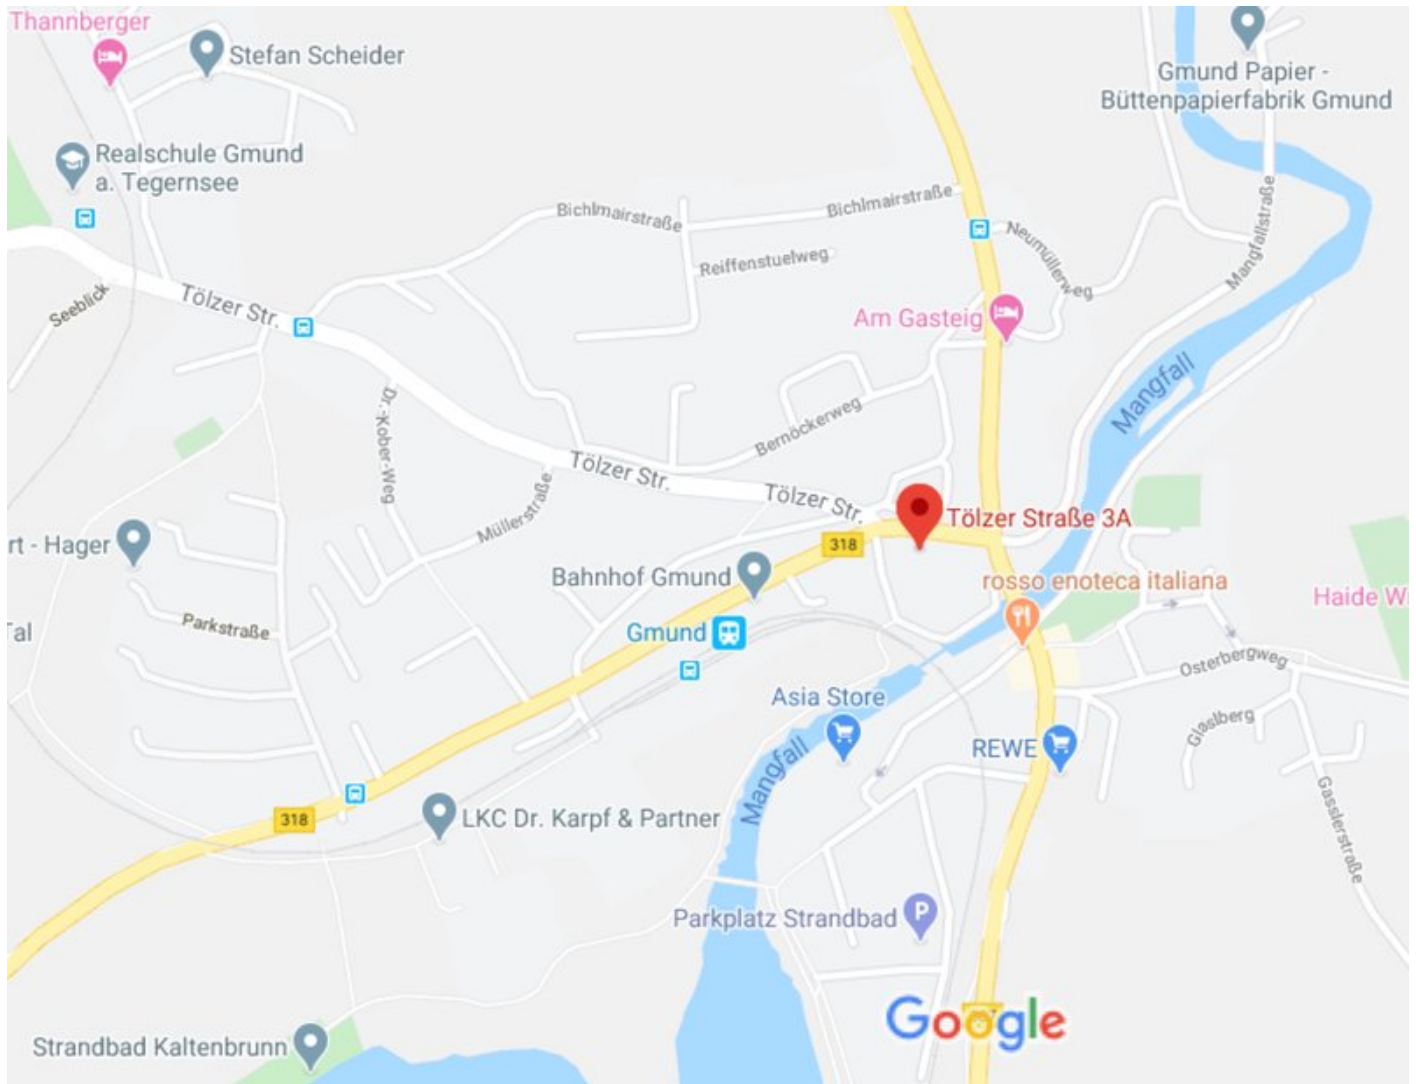 Thannberger
Stefan Scheider
Gmund Papier -
Büttenpapierfabrik Gmund
Realschule Gmund
a. Tegernsee
Bichlmairstraße
Bichlmairstraße
Neumüllerweg
Mangfallstraße
Reiffenstuelweg
Seeblick
Tölzer Str.
Am Gasteig
Mangfall
Dr.-Kober-Weg
Bernöckerweg
Tölzer Str.
Tölzer Str.
Müllerstraße
Tölzer Straße 3A
rt - Hager
318
Bahnhof Gmund
rosso enoteca italiana
Haide Wi
Parkstraße
Tal
Gmund
Osterbergweg
Asia Store
Glaslberg
REWE
Mangfall
318
LKC Dr. Karpf & Partner
Gasslerstraße
P
Parkplatz Strandbad
Google
Strandbad Kaltenbrunn